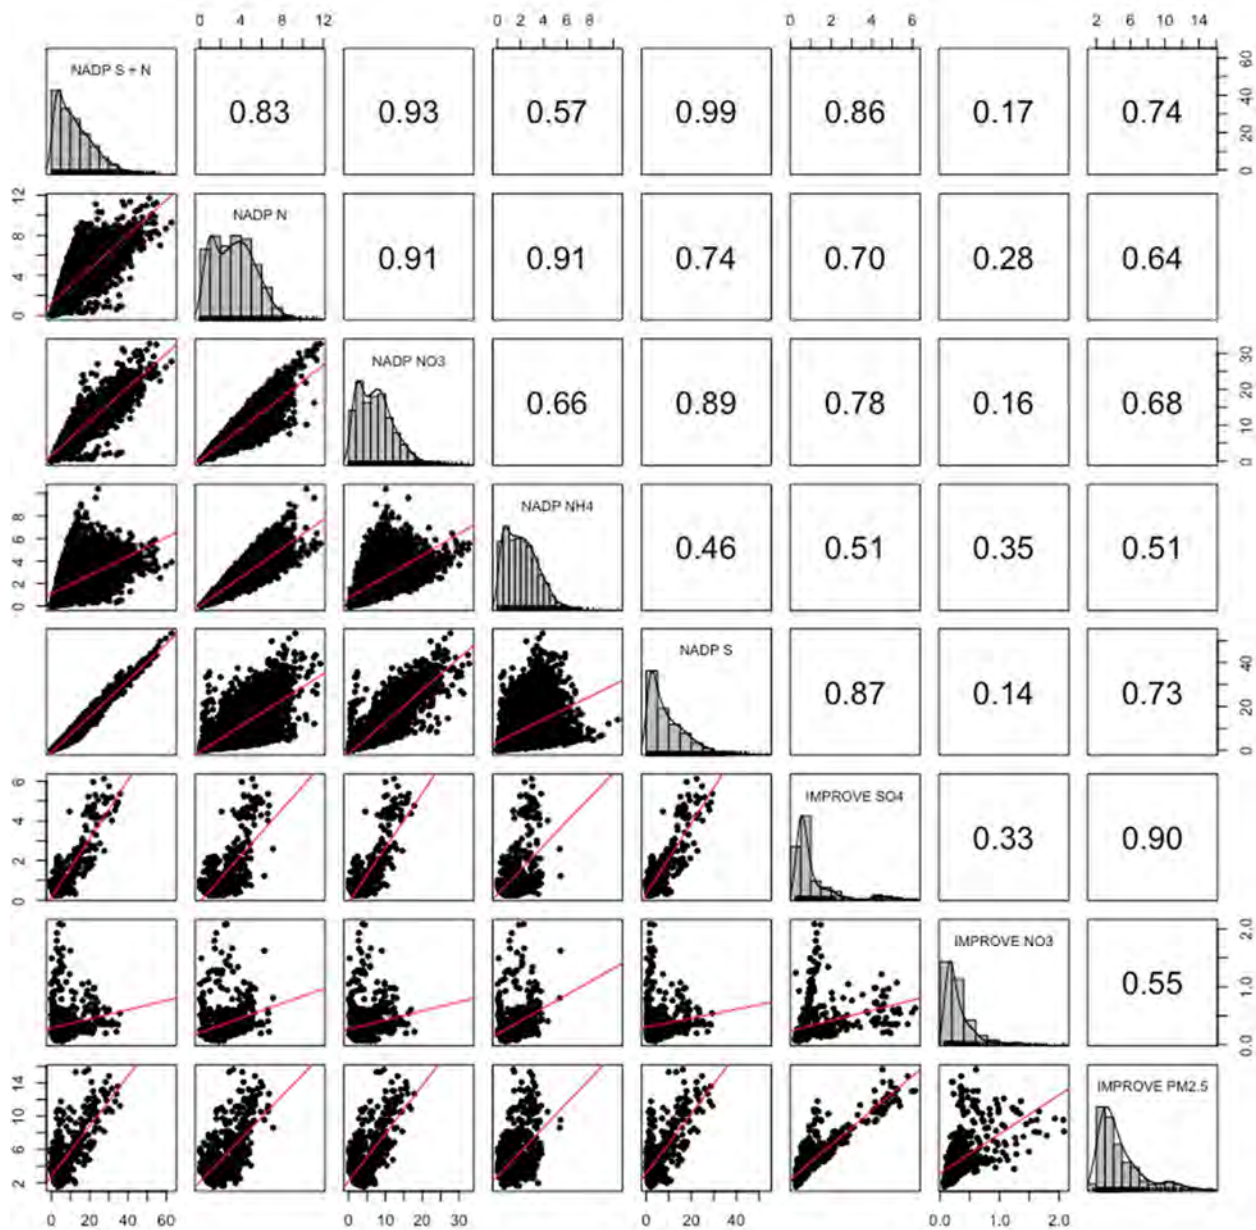 0 4 8 12 0 2 4 6 8 0 2 4 6 2 6 10 16
NADP S + N 0.83 0.93 0.57 0.99 0.86 0.17 0.74
0 20 40 60
0 4 8 12
NADP N 0.91 0.91 0.74 0.70 0.28 0.64
NADP NO3 0.66 0.89 0.78 0.16 0.68
0 10 20 30
0 2 4 6 8
NADP NH4 0.46 0.51 0.35 0.51
NADP S 0.87 0.14 0.73
0 20 40
0 2 4 6
IMPROVE SO4 0.33 0.90
IMPROVE NO3 0.55
0.0 1.0 2.0
2 6 10 14
IMPROVE PM2.5
0 20 40 60 0 10 20 30 0 20 40 0.0 1.0 2.0